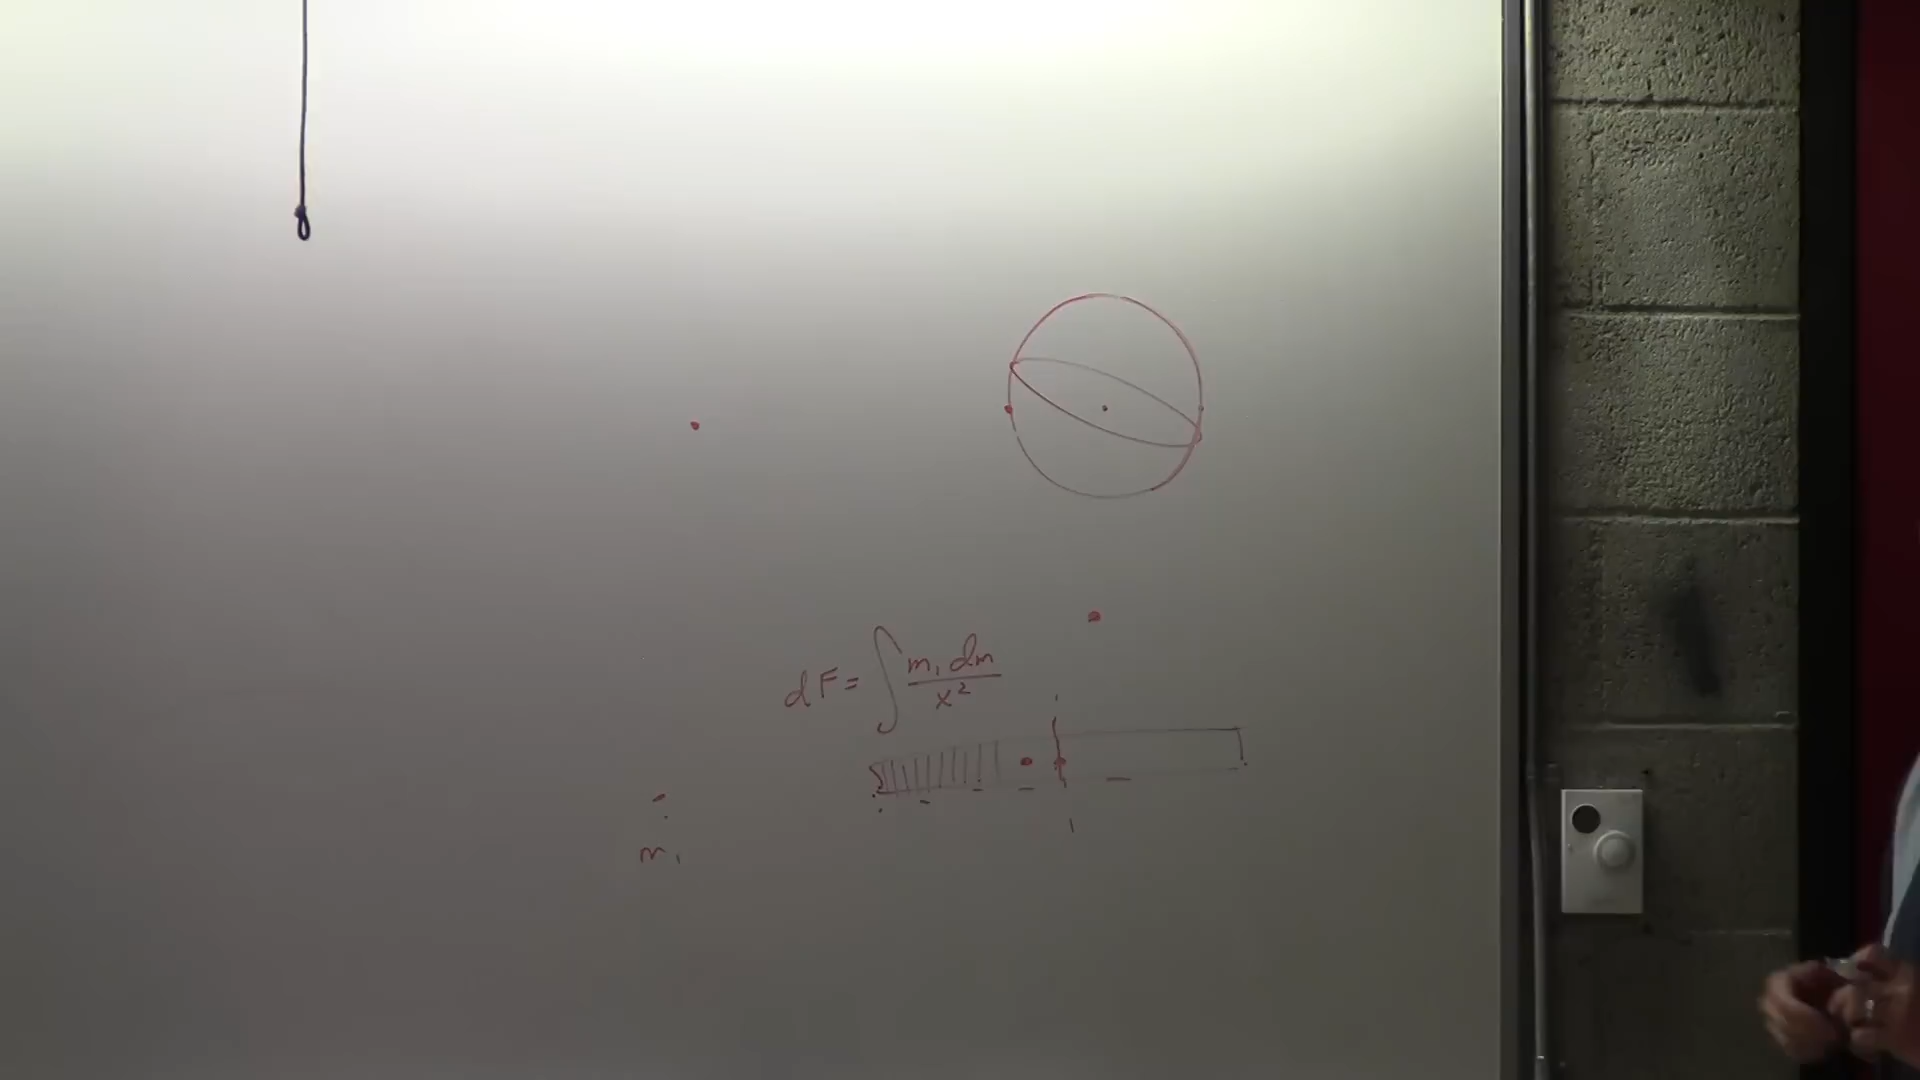 dF = ∫ m₁ dm / x²
m₁